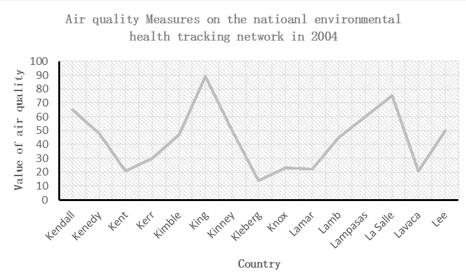 Air quality Measures on the natioanl environmental
health tracking network in 2004
Value of air quality
100
90
80
70
60
50
40
30
20
10
0
Kendall
Kenedy
Kent
Kerr
Kimble
King
Kinney
Kleberg
Knox
Lamar
Lamb
Lampasas
La Salle
Lavaca
Lee
Country